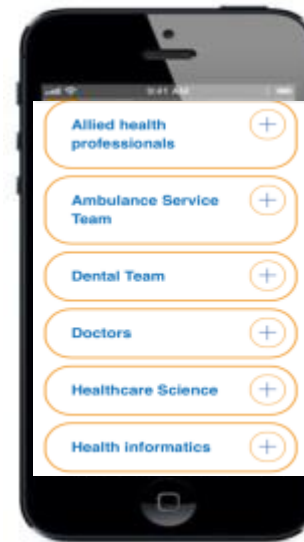 9:41 AM
Allied health
professionals
Ambulance Service
Team
Dental Team
Doctors
Healthcare Science
Health informatics